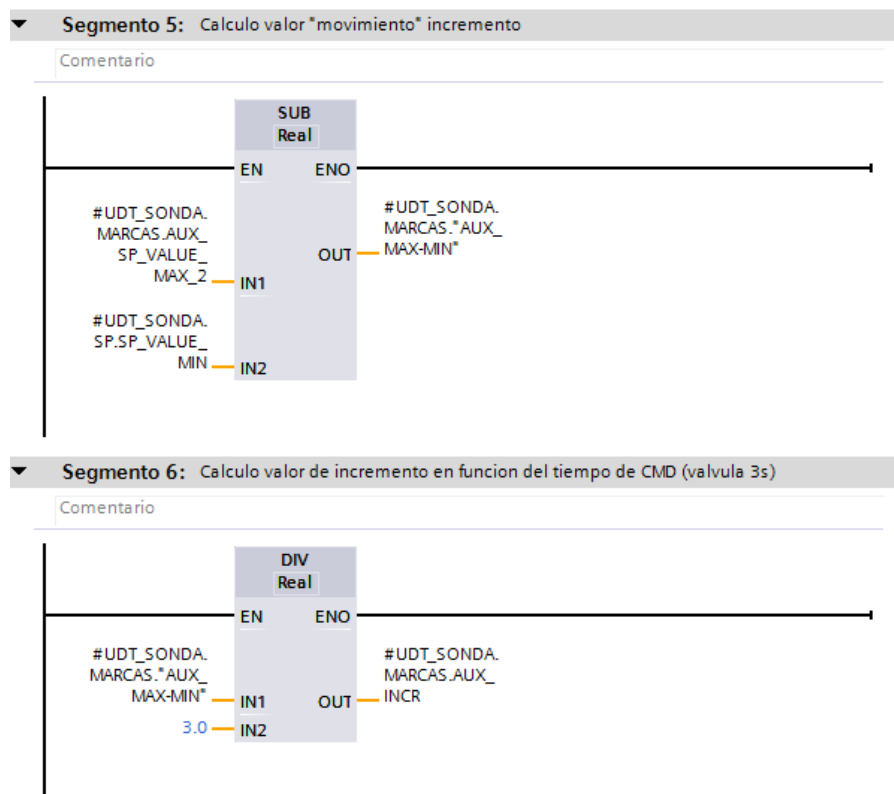 Segmento 5: Calculo valor "movimiento" incremento
Comentario
SUB
Real
EN ENO
#UDT_SONDA.
MARCAS.AUX_
SP_VALUE_
MAX_2
IN1
#UDT_SONDA.
MARCAS."AUX_
MAX-MIN"
OUT
#UDT_SONDA.
SP.SP_VALUE_
MIN
IN2
Segmento 6: Calculo valor de incremento en funcion del tiempo de CMD (valvula 3s)
Comentario
DIV
Real
EN ENO
#UDT_SONDA.
MARCAS."AUX_
MAX-MIN"
IN1
#UDT_SONDA.
MARCAS.AUX_
INCR
OUT
3.0
IN2